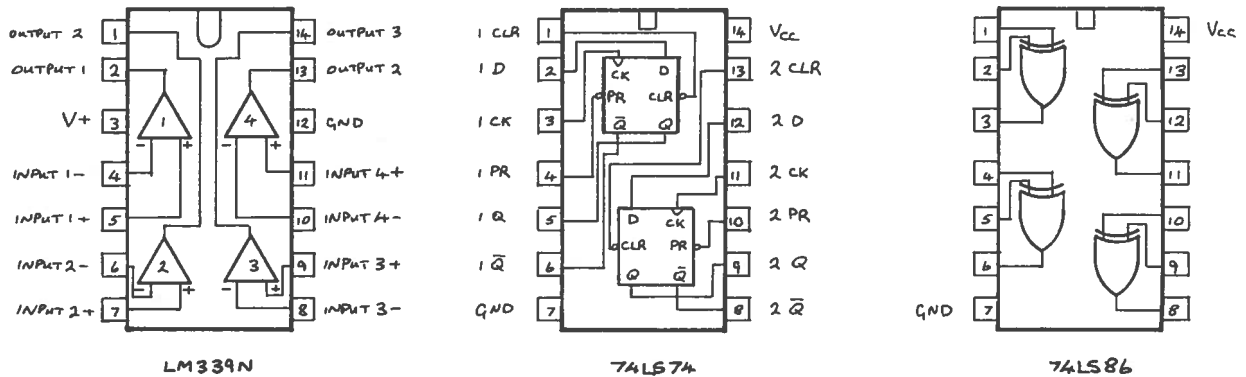 OUTPUT 2 1 14 OUTPUT 3
OUTPUT 1 2 13 OUTPUT 2
V+ 3 1 4 12 GND
- + - +
INPUT 1- 4 11 INPUT 4+
INPUT 1+ 5 10 INPUT 4-
INPUT 2- 6 2 3 9 INPUT 3+
- + - +
INPUT 2+ 7 8 INPUT 3-
LM339N
1 CLR 1 14 Vcc
1 D 2 CK D 13 2 CLR
PR CLR
1 CK 3 Q̅ Q 12 2 D
1 PR 4 11 2 CK
1 Q 5 D CK 10 2 PR
CLR PR
1 Q̅ 6 Q Q̅ 9 2 Q
GND 7 8 2 Q̅
74LS74
1 14 Vcc
2 13
3 12
4 11
5 10
6 9
GND 7 8
74LS86